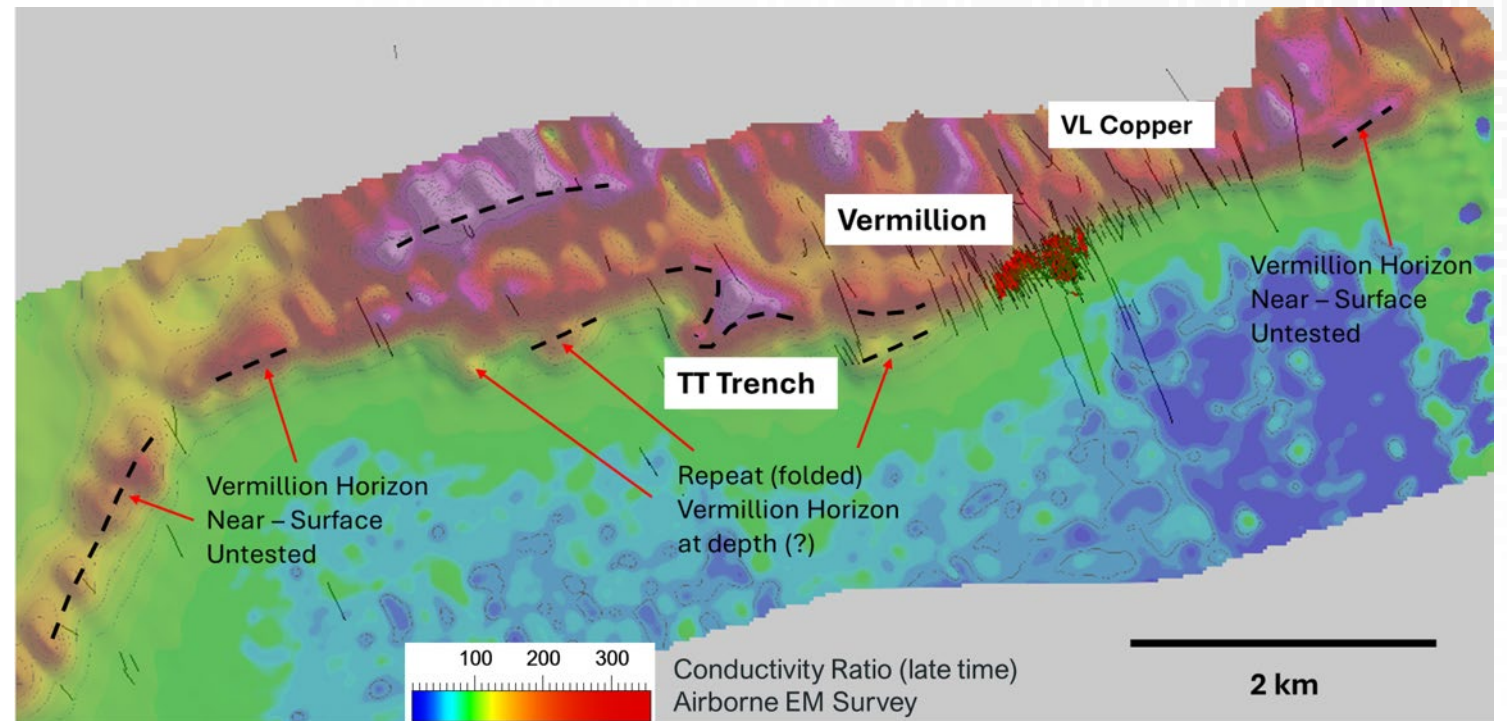 VL Copper
Vermillion
Vermillion Horizon
Near – Surface
Untested
TT Trench
Vermillion Horizon
Near – Surface
Untested
Repeat (folded)
Vermillion Horizon
at depth (?)
100 200 300
Conductivity Ratio (late time)
Airborne EM Survey
2 km